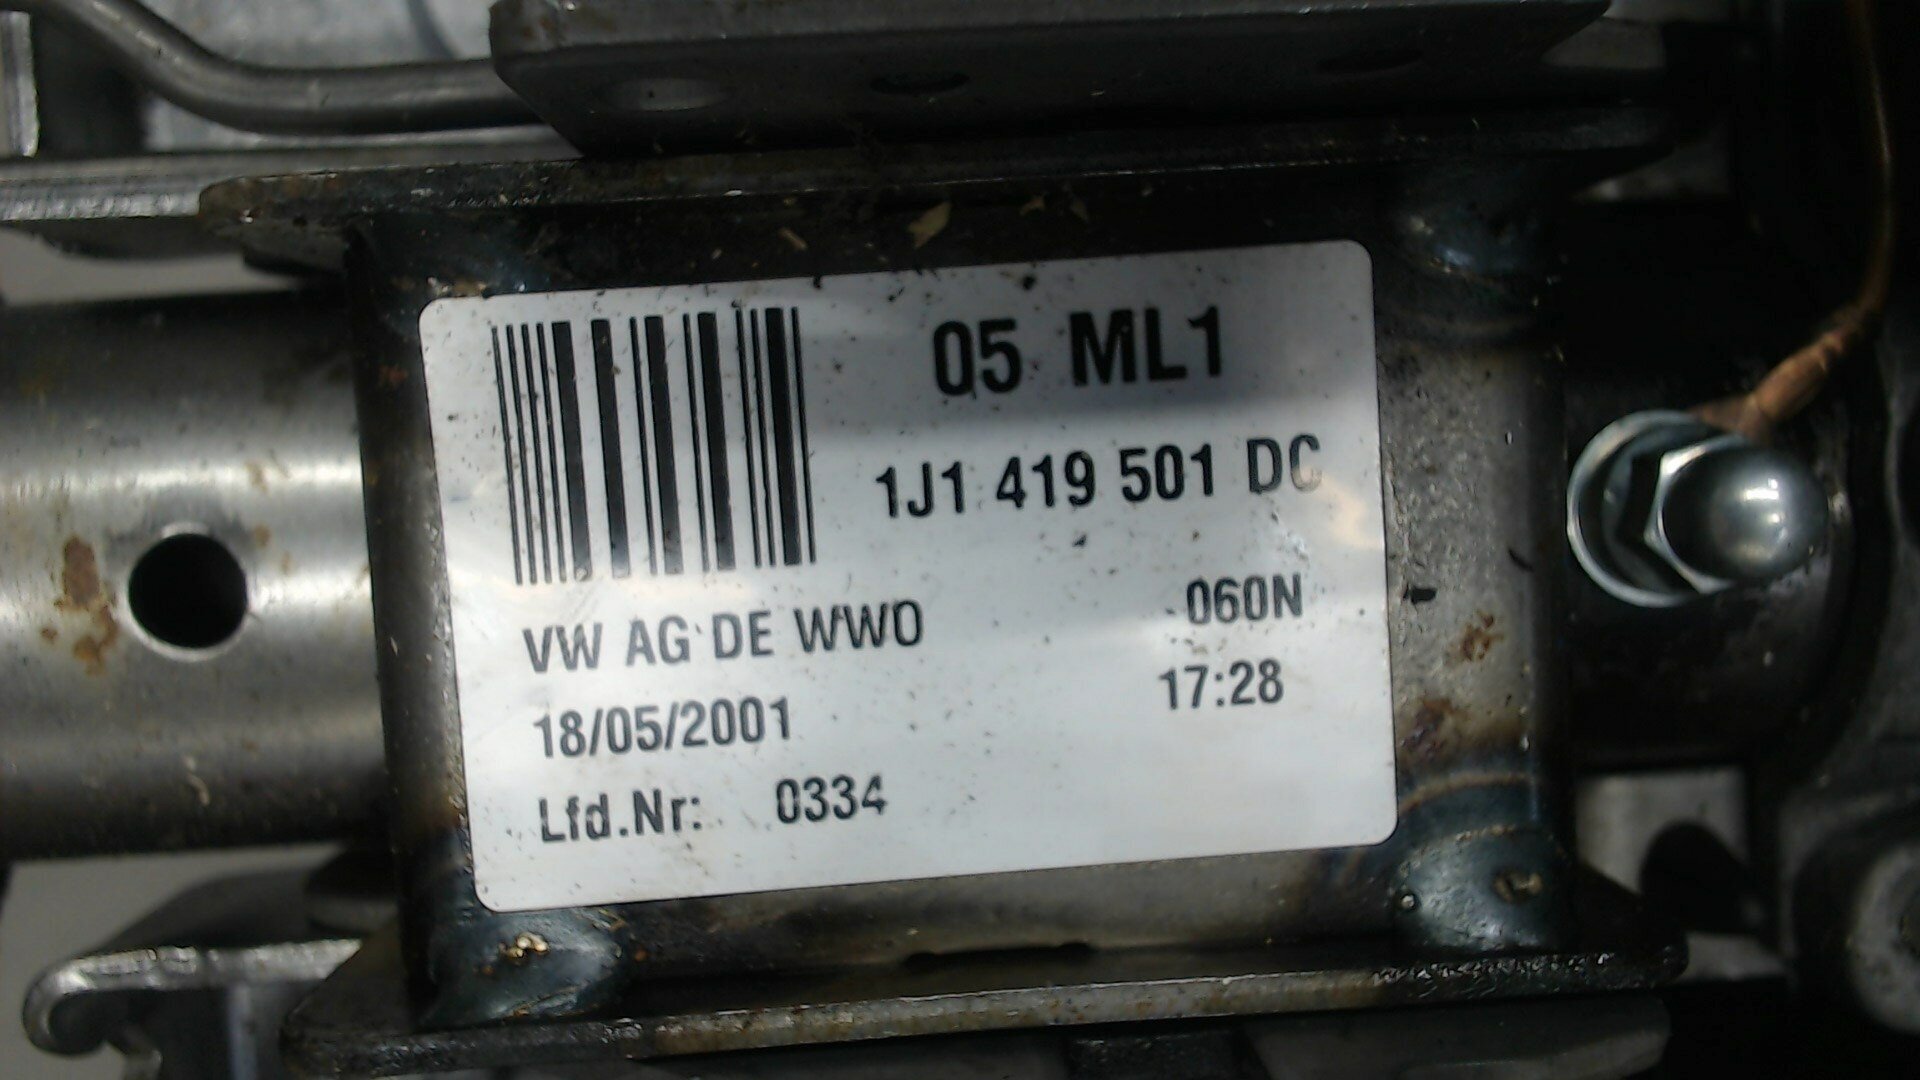 05 ML1
1J1 419 501 DC
VW AG DE WWO 060N
18/05/2001 17:28
Lfd.Nr: 0334